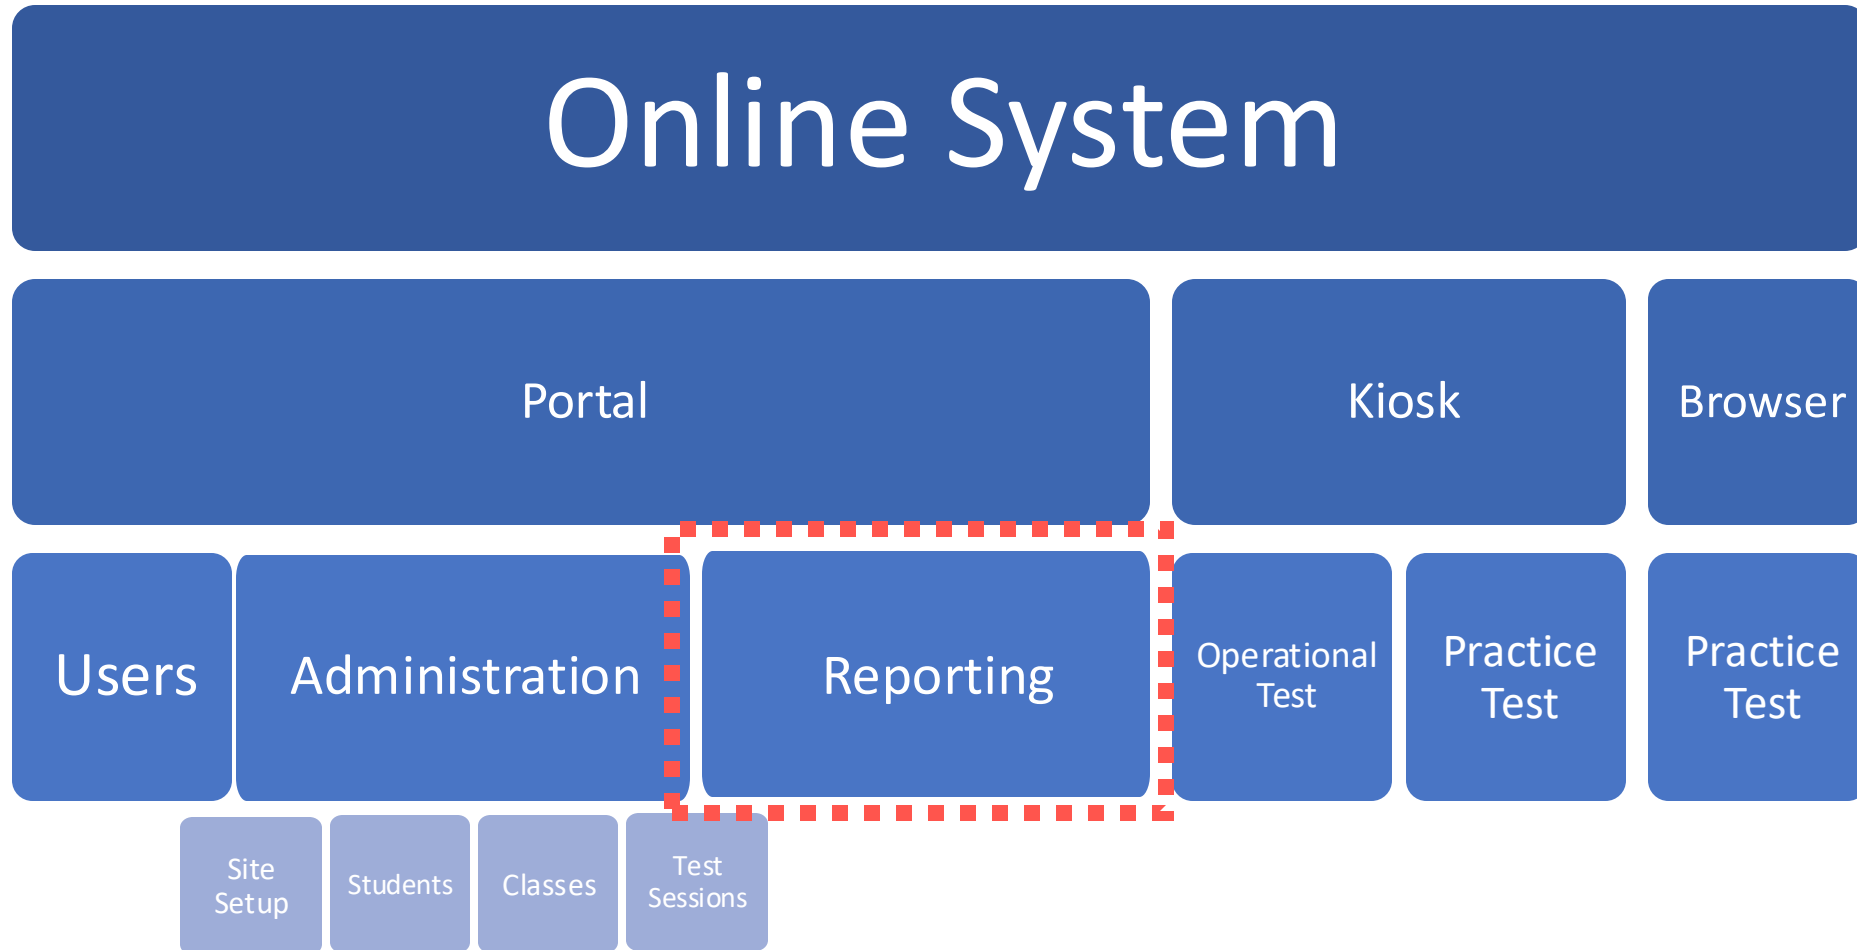 Online System
Portal
Kiosk
Browser
Users
Administration
Reporting
Operational
Test
Practice
Test
Practice
Test
Site
Setup
Students
Classes
Test
Sessions